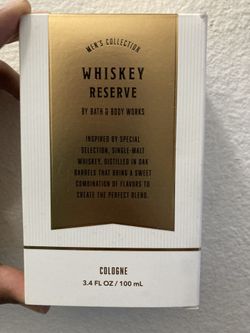 MEN'S COLLECTION
WHISKEY
RESERVE
BY BATH & BODY WORKS
INSPIRED BY SPECIAL
SELECTION, SINGLE-MALT
WHISKEY, DISTILLED IN OAK
BARRELS THAT BRING A SWEET
COMBINATION OF FLAVORS TO
CREATE THE PERFECT BLEND.
COLOGNE
3.4 FL OZ / 100 mL